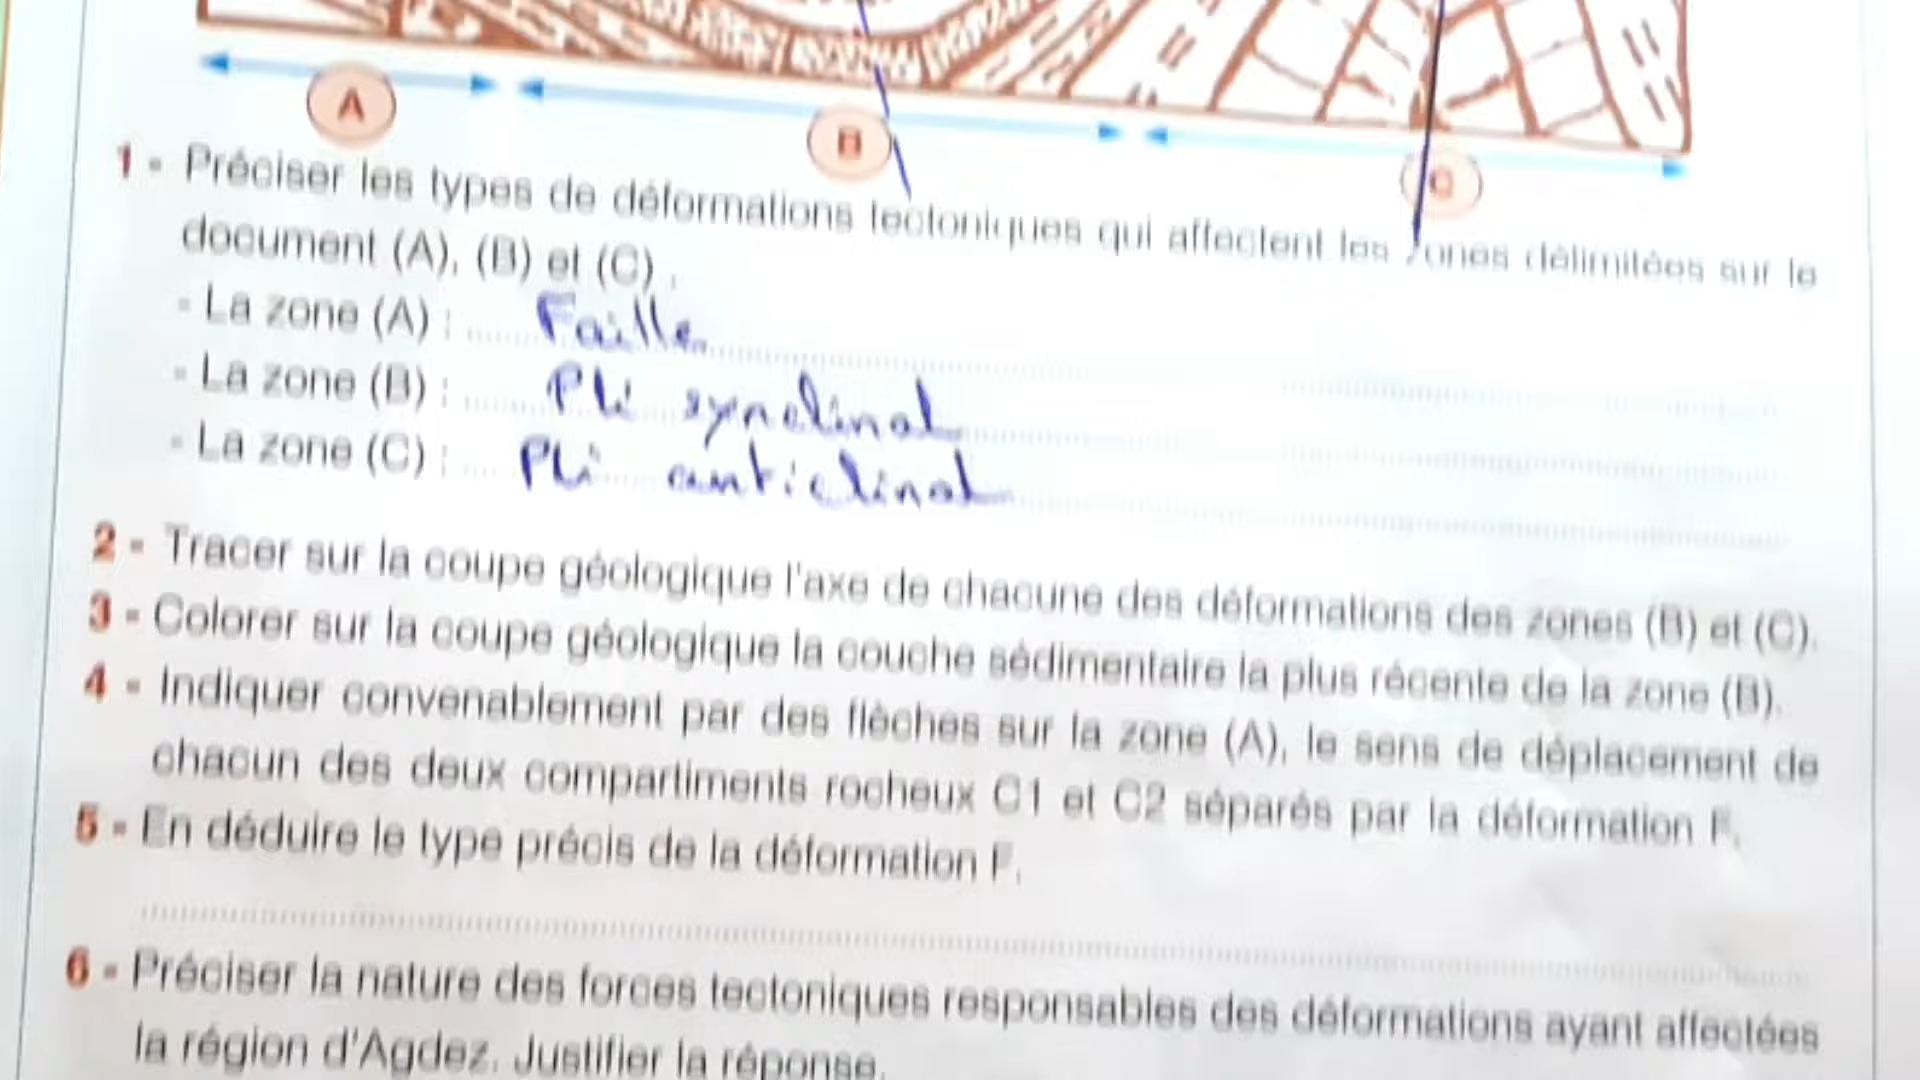 A
B
C
1 - Préciser les types de déformations tectoniques qui affectent les zones délimitées sur le
document (A), (B) et (C).
- La zone (A) : Faille
- La zone (B) : Pli synclinal
- La zone (C) : Pli anticlinal
2 - Tracer sur la coupe géologique l'axe de chacune des déformations des zones (B) et (C).
3 - Colorer sur la coupe géologique la couche sédimentaire la plus récente de la zone (B).
4 - Indiquer convenablement par des flèches sur la zone (A), le sens de déplacement de
chacun des deux compartiments rocheux C1 et C2 séparés par la déformation F.
5 - En déduire le type précis de la déformation F.
6 - Préciser la nature des forces tectoniques responsables des déformations ayant affectées
la région d'Agdez. Justifier la réponse.